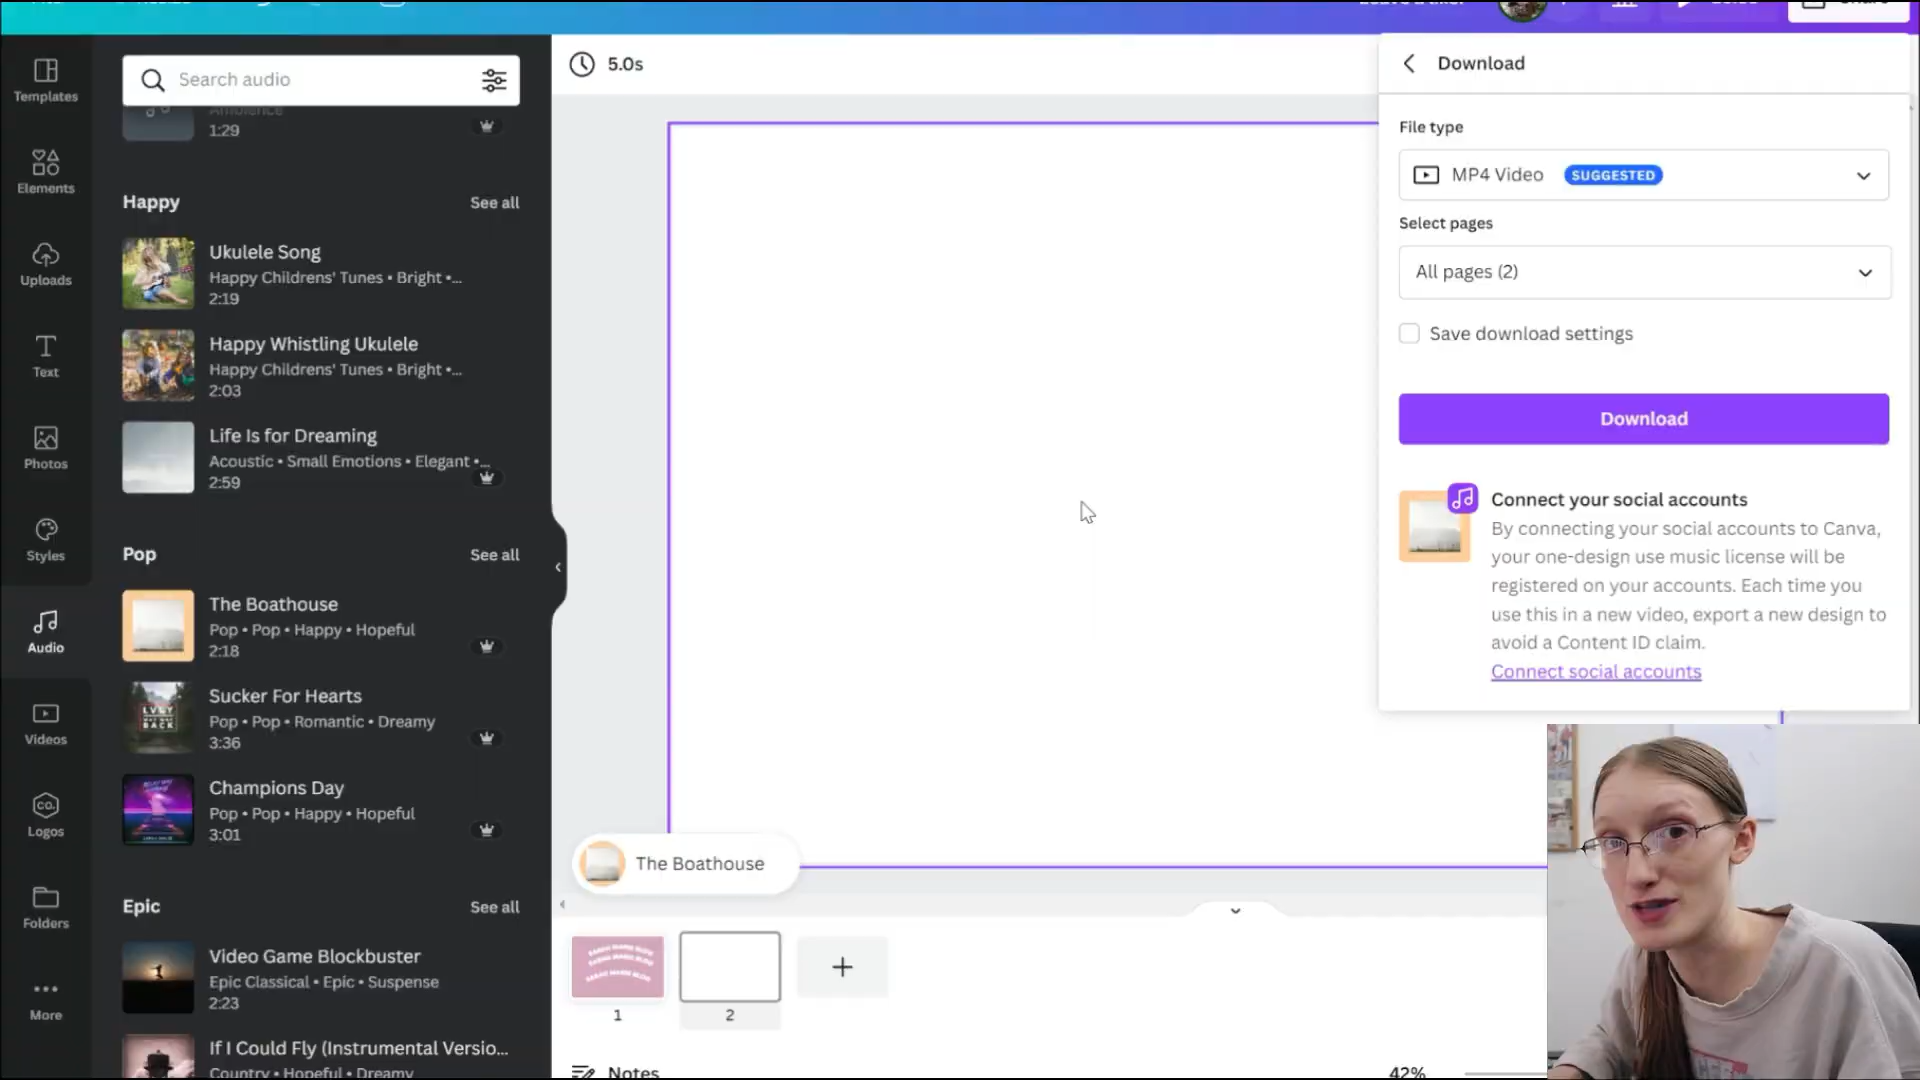 Templates
Elements
Uploads
Text
Photos
Styles
Audio
Videos
Logos
CO.
Folders
More
Search audio
Ambience
1:29
Happy
See all
Ukulele Song
Happy Childrens' Tunes • Bright •...
2:19
Happy Whistling Ukulele
Happy Childrens' Tunes • Bright •...
2:03
Life Is for Dreaming
Acoustic • Small Emotions • Elegant •...
2:59
Pop
See all
The Boathouse
Pop • Pop • Happy • Hopeful
2:18
Sucker For Hearts
Pop • Pop • Romantic • Dreamy
3:36
Champions Day
Pop • Pop • Happy • Hopeful
3:01
Epic
See all
Video Game Blockbuster
Epic Classical • Epic • Suspense
2:23
If I Could Fly (Instrumental Versio...
Country • Hopeful • Dreamy
5.0s
The Boathouse
1
2
Notes
42%
Download
File type
MP4 Video SUGGESTED
Select pages
All pages (2)
Save download settings
Download
Connect your social accounts
By connecting your social accounts to Canva,
your one-design use music license will be
registered on your accounts. Each time you
use this in a new video, export a new design to
avoid a Content ID claim.
Connect social accounts